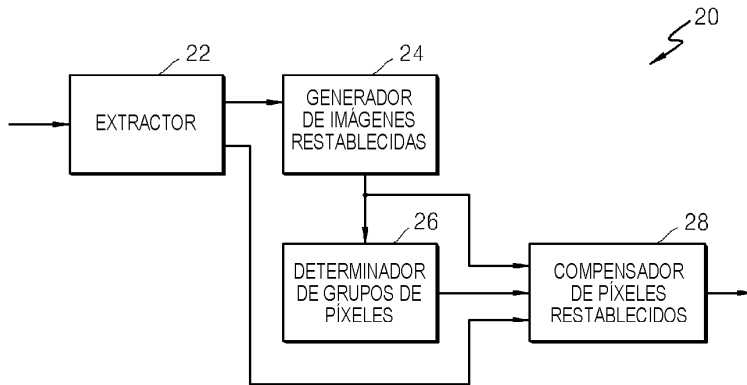 20
22
EXTRACTOR
24
GENERADOR
DE IMÁGENES
RESTABLECIDAS
26
DETERMINADOR
DE GRUPOS DE
PÍXELES
28
COMPENSADOR
DE PÍXELES
RESTABLECIDOS